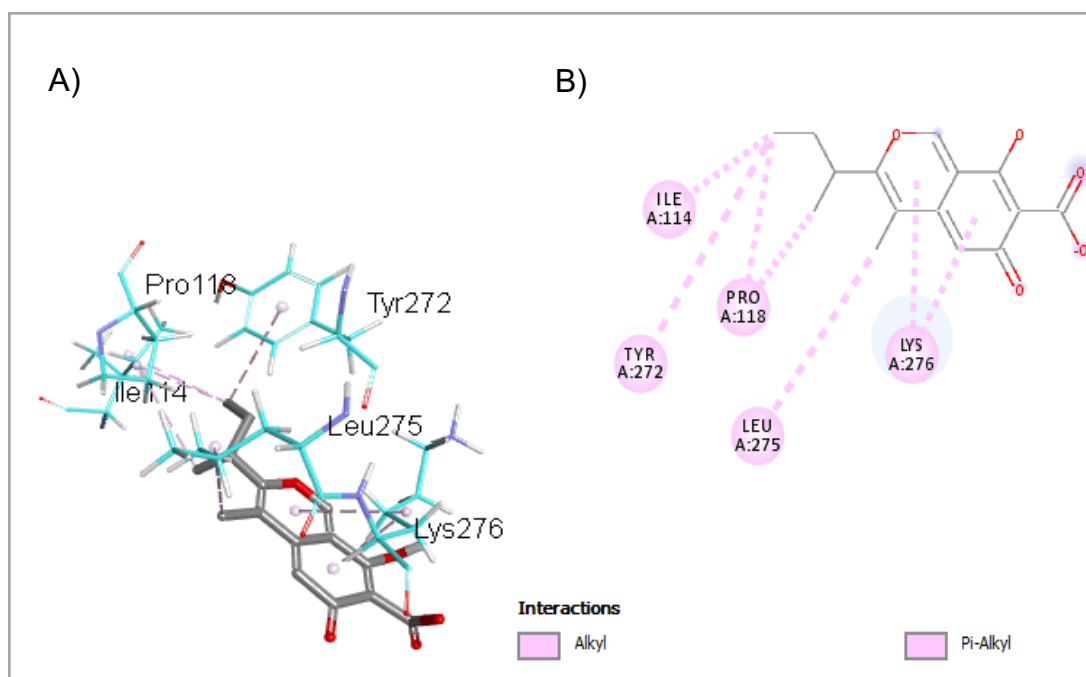 A)
B)
Pro118
Tyr272
Ile114
Leu275
Lys276
O
O
O
-O
O
ILE
A:114
PRO
A:118
TYR
A:272
LYS
A:276
LEU
A:275
Interactions
Alkyl
Pi-Alkyl